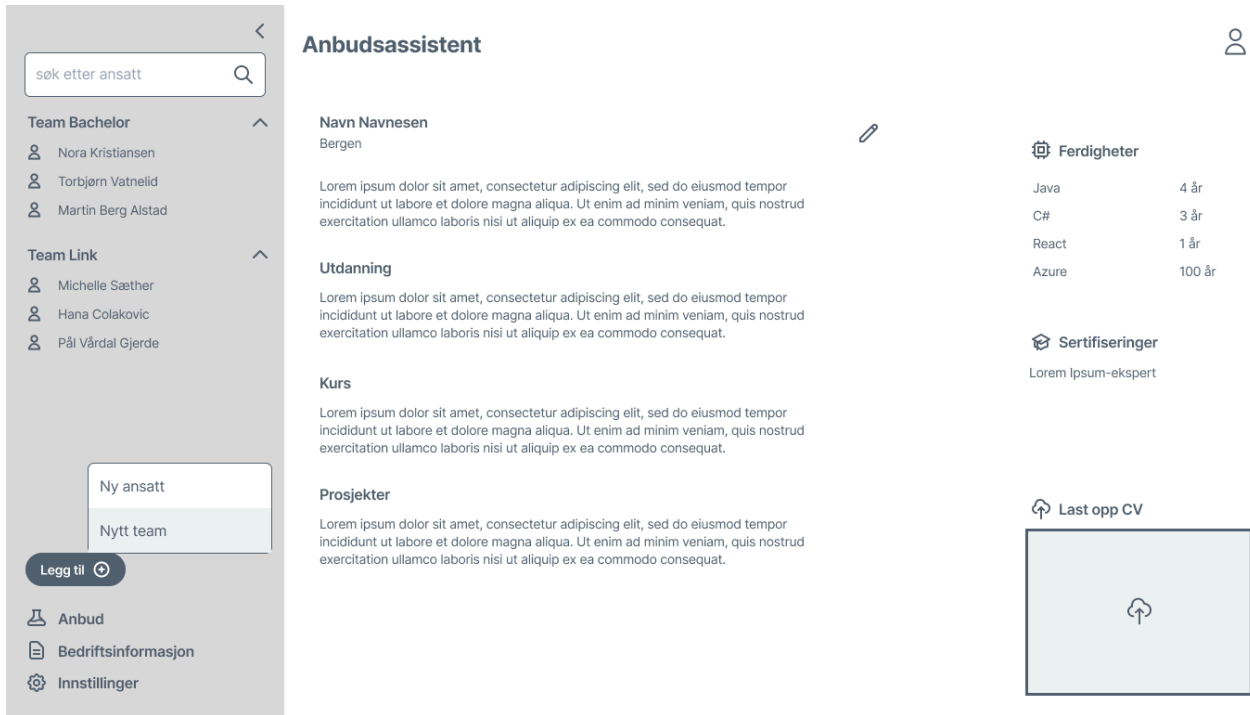 søk etter ansatt
Team Bachelor
Nora Kristiansen
Torbjørn Vatnelid
Martin Berg Alstad
Team Link
Michelle Sæther
Hana Colakovic
Pål Vårdal Gjerde
Ny ansatt
Nytt team
Legg til
Anbud
Bedriftsinformasjon
Innstillinger
Anbudsassistent
Navn Navnesen
Bergen
Lorem ipsum dolor sit amet, consectetur adipiscing elit, sed do eiusmod tempor
incididunt ut labore et dolore magna aliqua. Ut enim ad minim veniam, quis nostrud
exercitation ullamco laboris nisi ut aliquip ex ea commodo consequat.
Utdanning
Lorem ipsum dolor sit amet, consectetur adipiscing elit, sed do eiusmod tempor
incididunt ut labore et dolore magna aliqua. Ut enim ad minim veniam, quis nostrud
exercitation ullamco laboris nisi ut aliquip ex ea commodo consequat.
Kurs
Lorem ipsum dolor sit amet, consectetur adipiscing elit, sed do eiusmod tempor
incididunt ut labore et dolore magna aliqua. Ut enim ad minim veniam, quis nostrud
exercitation ullamco laboris nisi ut aliquip ex ea commodo consequat.
Prosjekter
Lorem ipsum dolor sit amet, consectetur adipiscing elit, sed do eiusmod tempor
incididunt ut labore et dolore magna aliqua. Ut enim ad minim veniam, quis nostrud
exercitation ullamco laboris nisi ut aliquip ex ea commodo consequat.
Ferdigheter
Java 4 år
C# 3 år
React 1 år
Azure 100 år
Sertifiseringer
Lorem Ipsum-ekspert
Last opp CV